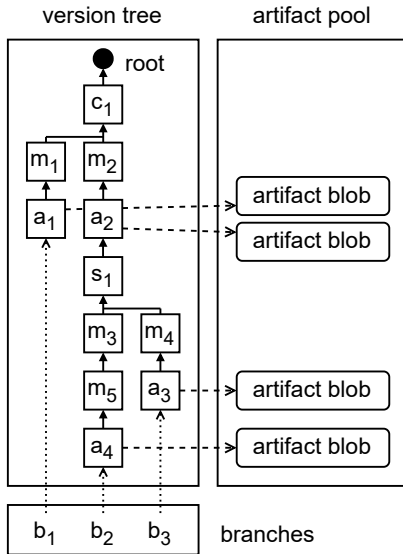 version tree
artifact pool
root
c1
m1 m2
a1 a2
artifact blob
artifact blob
s1
m3 m4
m5 a3
artifact blob
a4
artifact blob
b1 b2 b3
branches